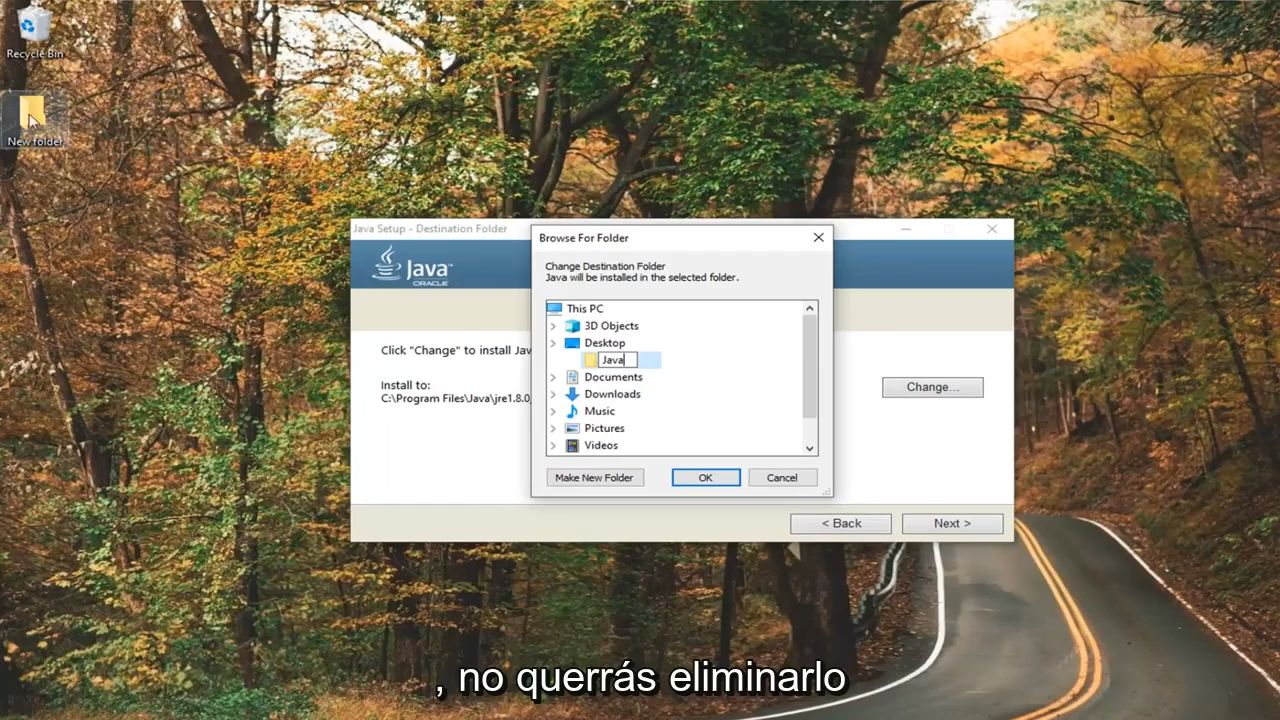 Recycle Bin
New folder
Java Setup - Destination Folder
Java™
ORACLE
Click "Change" to install Jav
Install to:
C:\Program Files\Java\jre1.8.0
Change...
< Back
Next >
Browse For Folder
Change Destination Folder
Java will be installed in the selected folder.
This PC
3D Objects
Desktop
Java
Documents
Downloads
Music
Pictures
Videos
Make New Folder
OK
Cancel
, no querrás eliminarlo